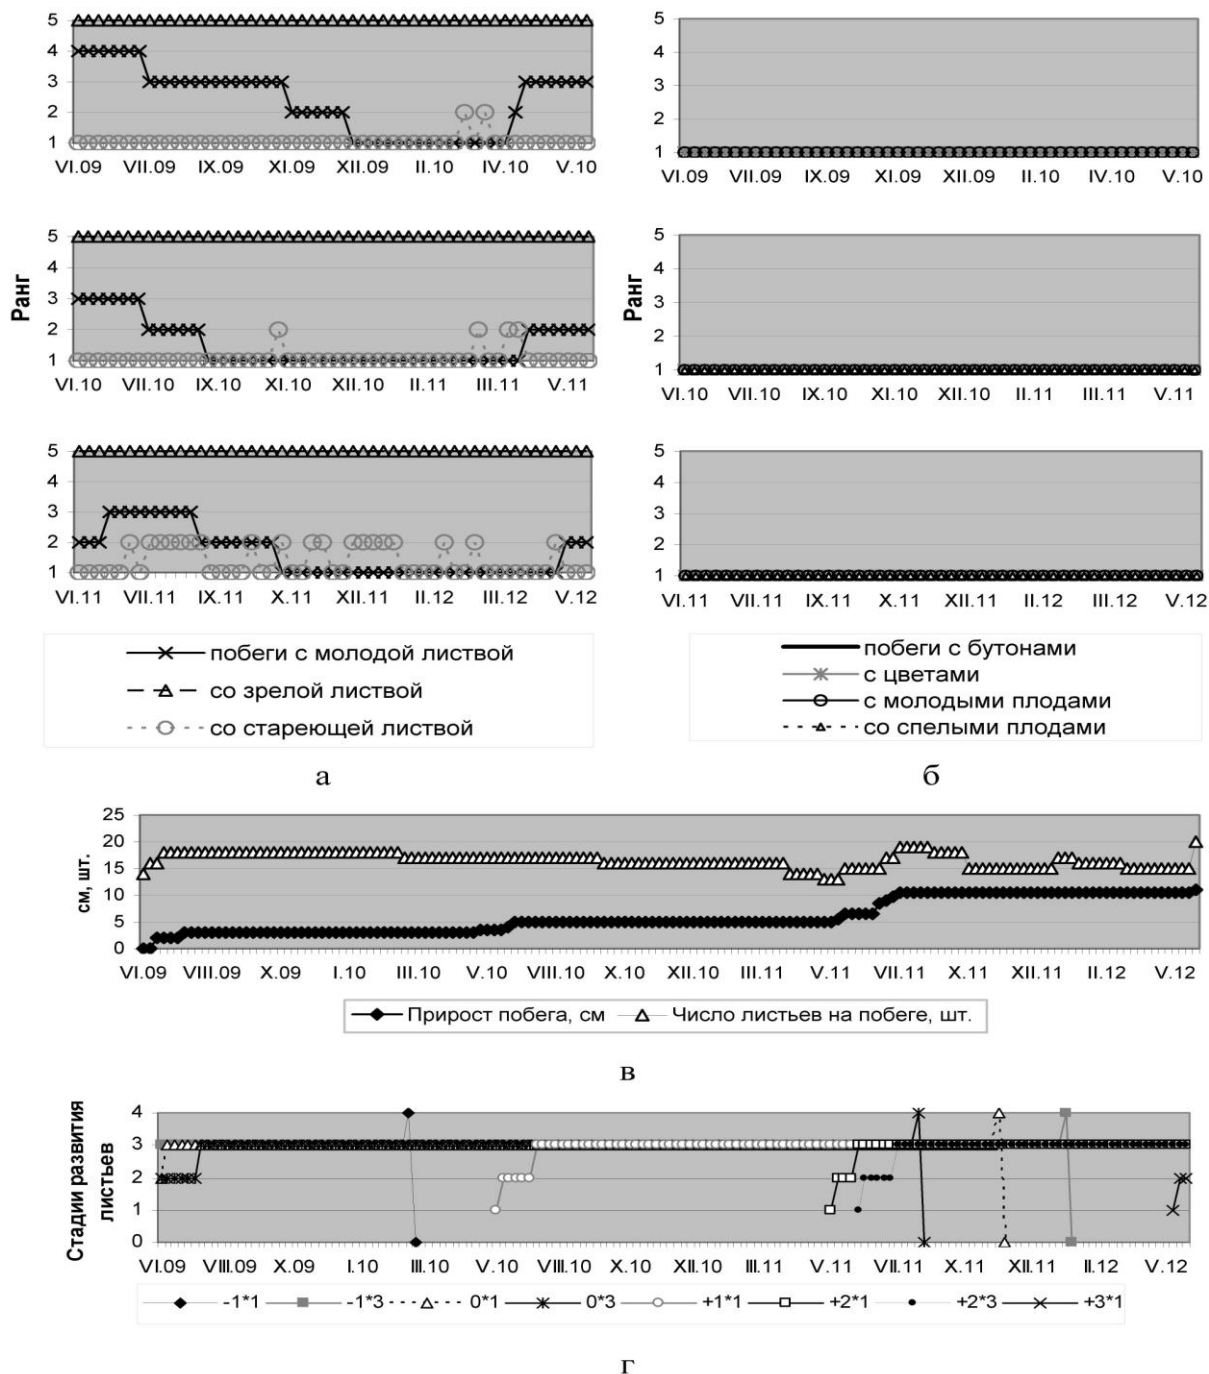 5
4
3
2
1
VI.09 VII.09 IX.09 XI.09 XII.09 II.10 IV.10 V.10
5
4
3
2
1
VI.09 VII.09 IX.09 XI.09 XII.09 II.10 IV.10 V.10
Ранг
5
4
3
2
1
VI.10 VII.10 IX.10 XI.10 XII.10 II.11 III.11 V.11
Ранг
5
4
3
2
1
VI.10 VII.10 IX.10 XI.10 XII.10 II.11 III.11 V.11
5
4
3
2
1
VI.11 VII.11 IX.11 X.11 XII.11 II.12 III.12 V.12
5
4
3
2
1
VI.11 VII.11 IX.11 X.11 XII.11 II.12 III.12 V.12
побеги с молодой листвой
со зрелой листвой
со стареющей листвой
побеги с бутонами
с цветами
с молодыми плодами
со спелыми плодами
а
б
см, шт.
25
20
15
10
5
0
VI.09 VIII.09 X.09 I.10 III.10 V.10 VIII.10 X.10 XII.10 III.11 V.11 VII.11 X.11 XII.11 II.12 V.12
Прирост побега, см Число листьев на побеге, шт.
в
Стадии развития
листьев
4
3
2
1
0
VI.09 VIII.09 X.09 I.10 III.10 V.10 VIII.10 X.10 XII.10 III.11 V.11 VII.11 X.11 XII.11 II.12 V.12
-1*1 -1*3 0*1 0*3 +1*1 +2*1 +2*3 +3*1
г